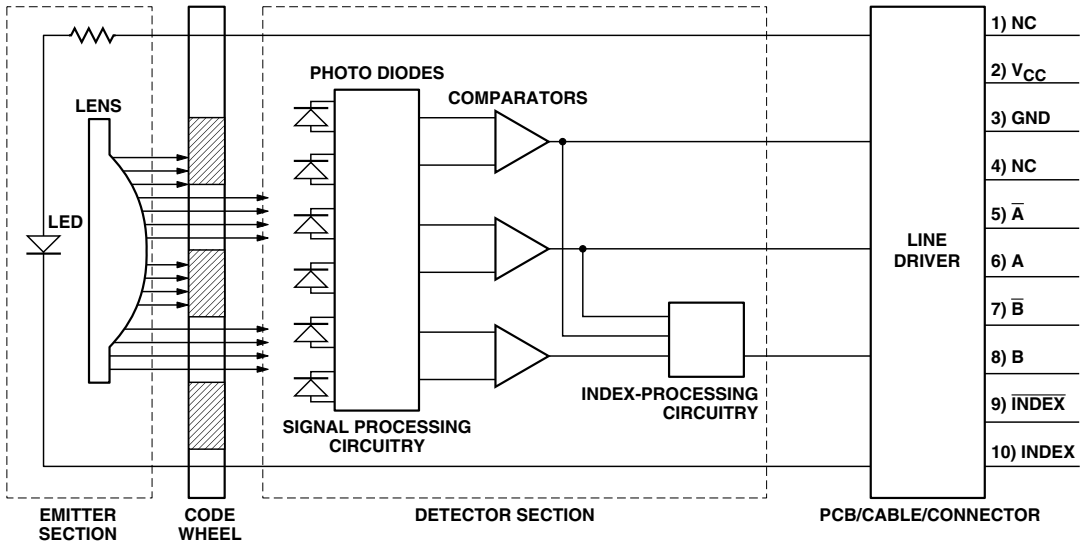 1) NC
2) VCC
PHOTO DIODES
LENS
COMPARATORS
3) GND
4) NC
LED
5) A̅
LINE
DRIVER
6) A
7) B̅
8) B
INDEX-PROCESSING
CIRCUITRY
9) I̅N̅D̅E̅X̅
SIGNAL PROCESSING
CIRCUITRY
10) INDEX
EMITTER
SECTION
CODE
WHEEL
DETECTOR SECTION
PCB/CABLE/CONNECTOR